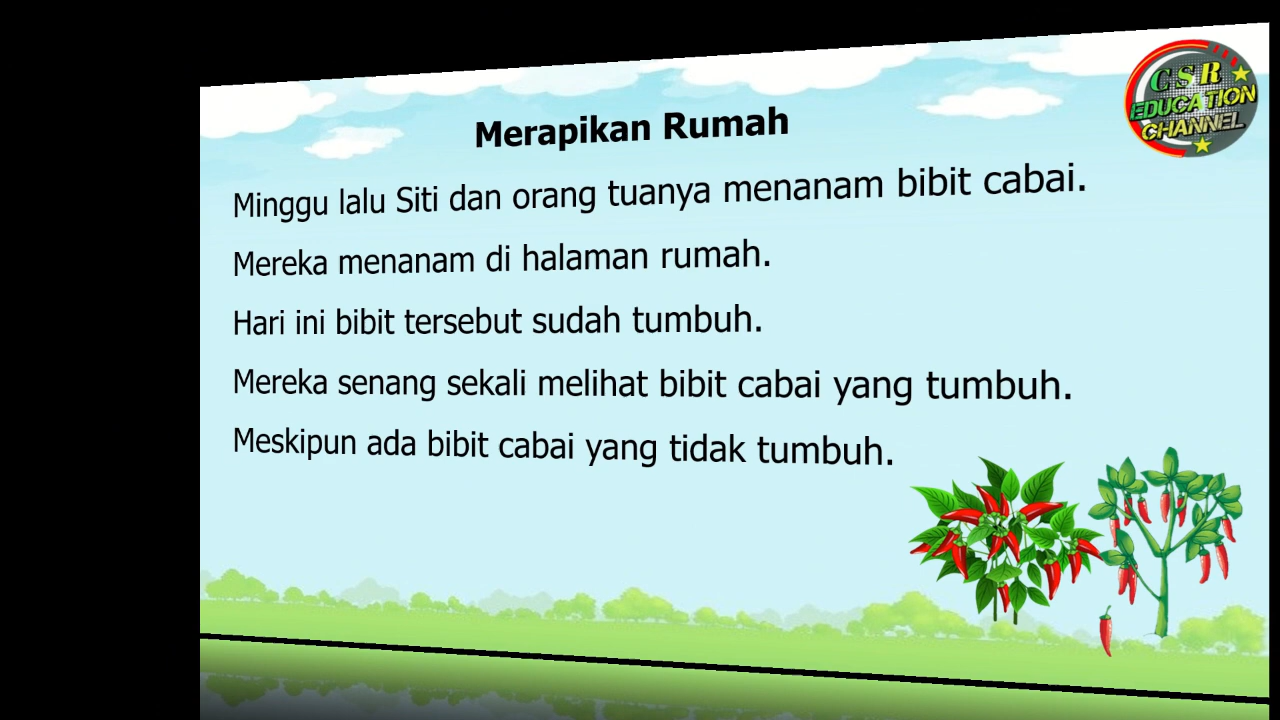 Merapikan Rumah
CSR
EDUCATION
CHANNEL
Minggu lalu Siti dan orang tuanya menanam bibit cabai.
Mereka menanam di halaman rumah.
Hari ini bibit tersebut sudah tumbuh.
Mereka senang sekali melihat bibit cabai yang tumbuh.
Meskipun ada bibit cabai yang tidak tumbuh.